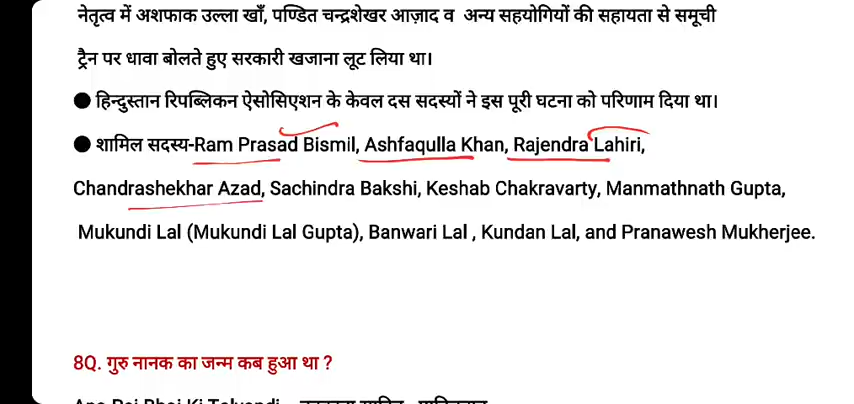 नेतृत्व में अशफाक उल्ला खाँ, पण्डित चन्द्रशेखर आज़ाद व अन्य सहयोगियों की सहायता से समूची
ट्रैन पर धावा बोलते हुए सरकारी खजाना लूट लिया था।
● हिन्दुस्तान रिपब्लिकन ऐसोसिएशन के केवल दस सदस्यों ने इस पूरी घटना को परिणाम दिया था।
● शामिल सदस्य-Ram Prasad Bismil, Ashfaqulla Khan, Rajendra Lahiri,
Chandrashekhar Azad, Sachindra Bakshi, Keshab Chakravarty, Manmathnath Gupta,
Mukundi Lal (Mukundi Lal Gupta), Banwari Lal , Kundan Lal, and Pranawesh Mukherjee.
8Q. गुरु नानक का जन्म कब हुआ था ?